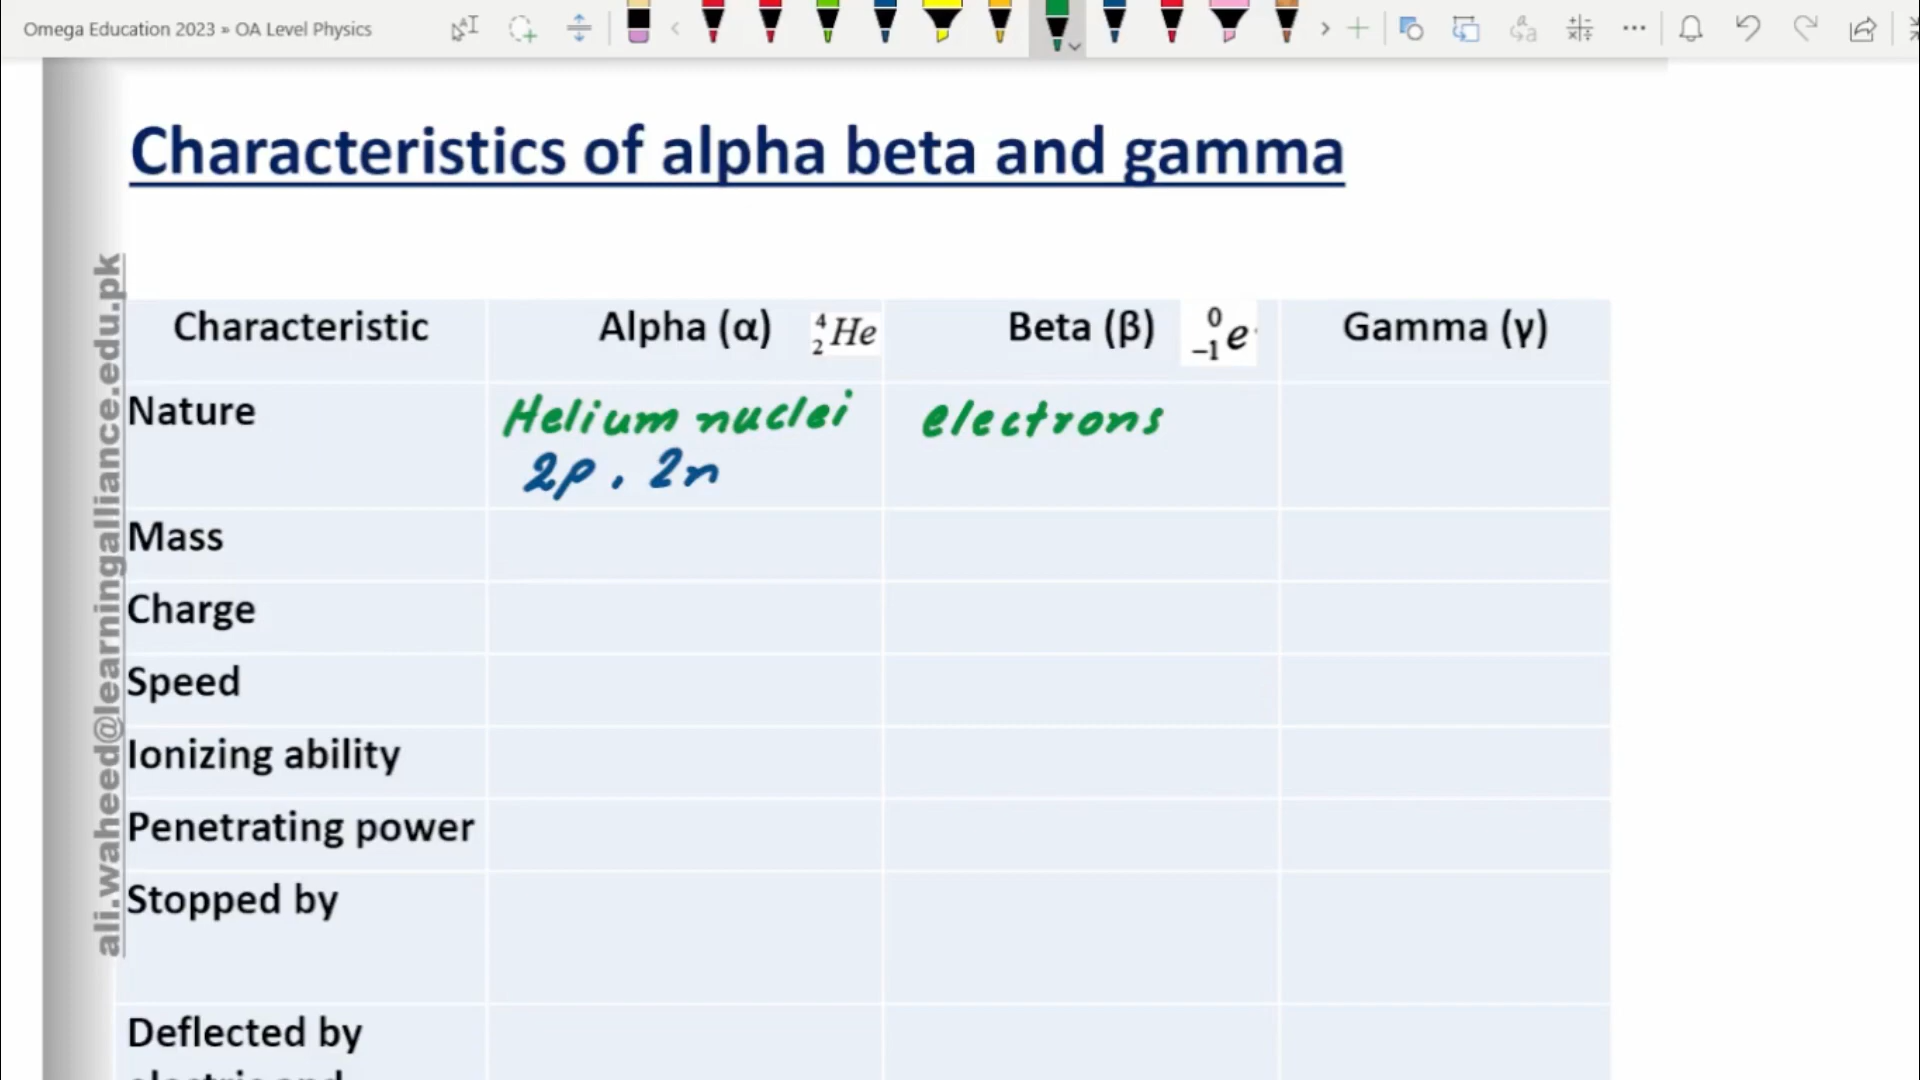 Omega Education 2023 » OA Level Physics
Characteristics of alpha beta and gamma
ali.waheed@learningalliance.edu.pk
Characteristic Alpha (α) ⁴₂He Beta (β) ⁰₋₁e Gamma (γ)
Nature Helium nuclei electrons
2p, 2n
Mass
Charge
Speed
Ionizing ability
Penetrating power
Stopped by
Deflected by
electric and